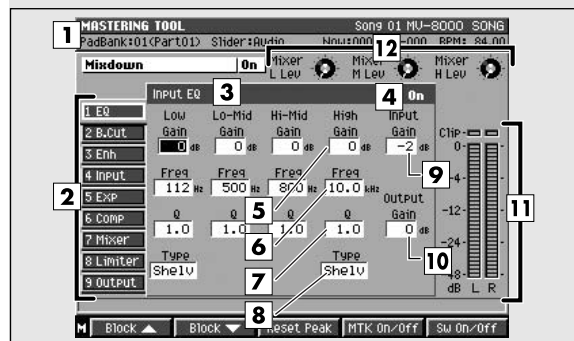 MASTERING TOOL Song 01 MV-8000 SONG
1 PadBank:01(Part01) Slider:Audio Now:000 -000 BPM: 84.00
12
Mixdown On Mixer L Lev Mixer M Lev Mixer H Lev
Input EQ 3 4 On
1 EQ Low Lo-Mid Hi-Mid High Input
2 B.Cut Gain Gain Gain Gain Gain Clip
3 Enh 0 dB 0 dB 0 dB 0 dB -2 dB 0
4 Input Freq Freq Freq Freq 9 -4
5 Exp 112 Hz 500 Hz 800 Hz 10.0 kHz
2 5 Output 11
6 Comp Q Q Q 6 Q Gain -12
7 Mixer 1.0 1.0 1.0 1.0 0 dB -24
8 Limiter Type 7 Type 10
9 Output Shelv 8 Shelv -48
dB L R
M Block ▲ Block ▼ Reset Peak MTK On/Off Sw On/Off